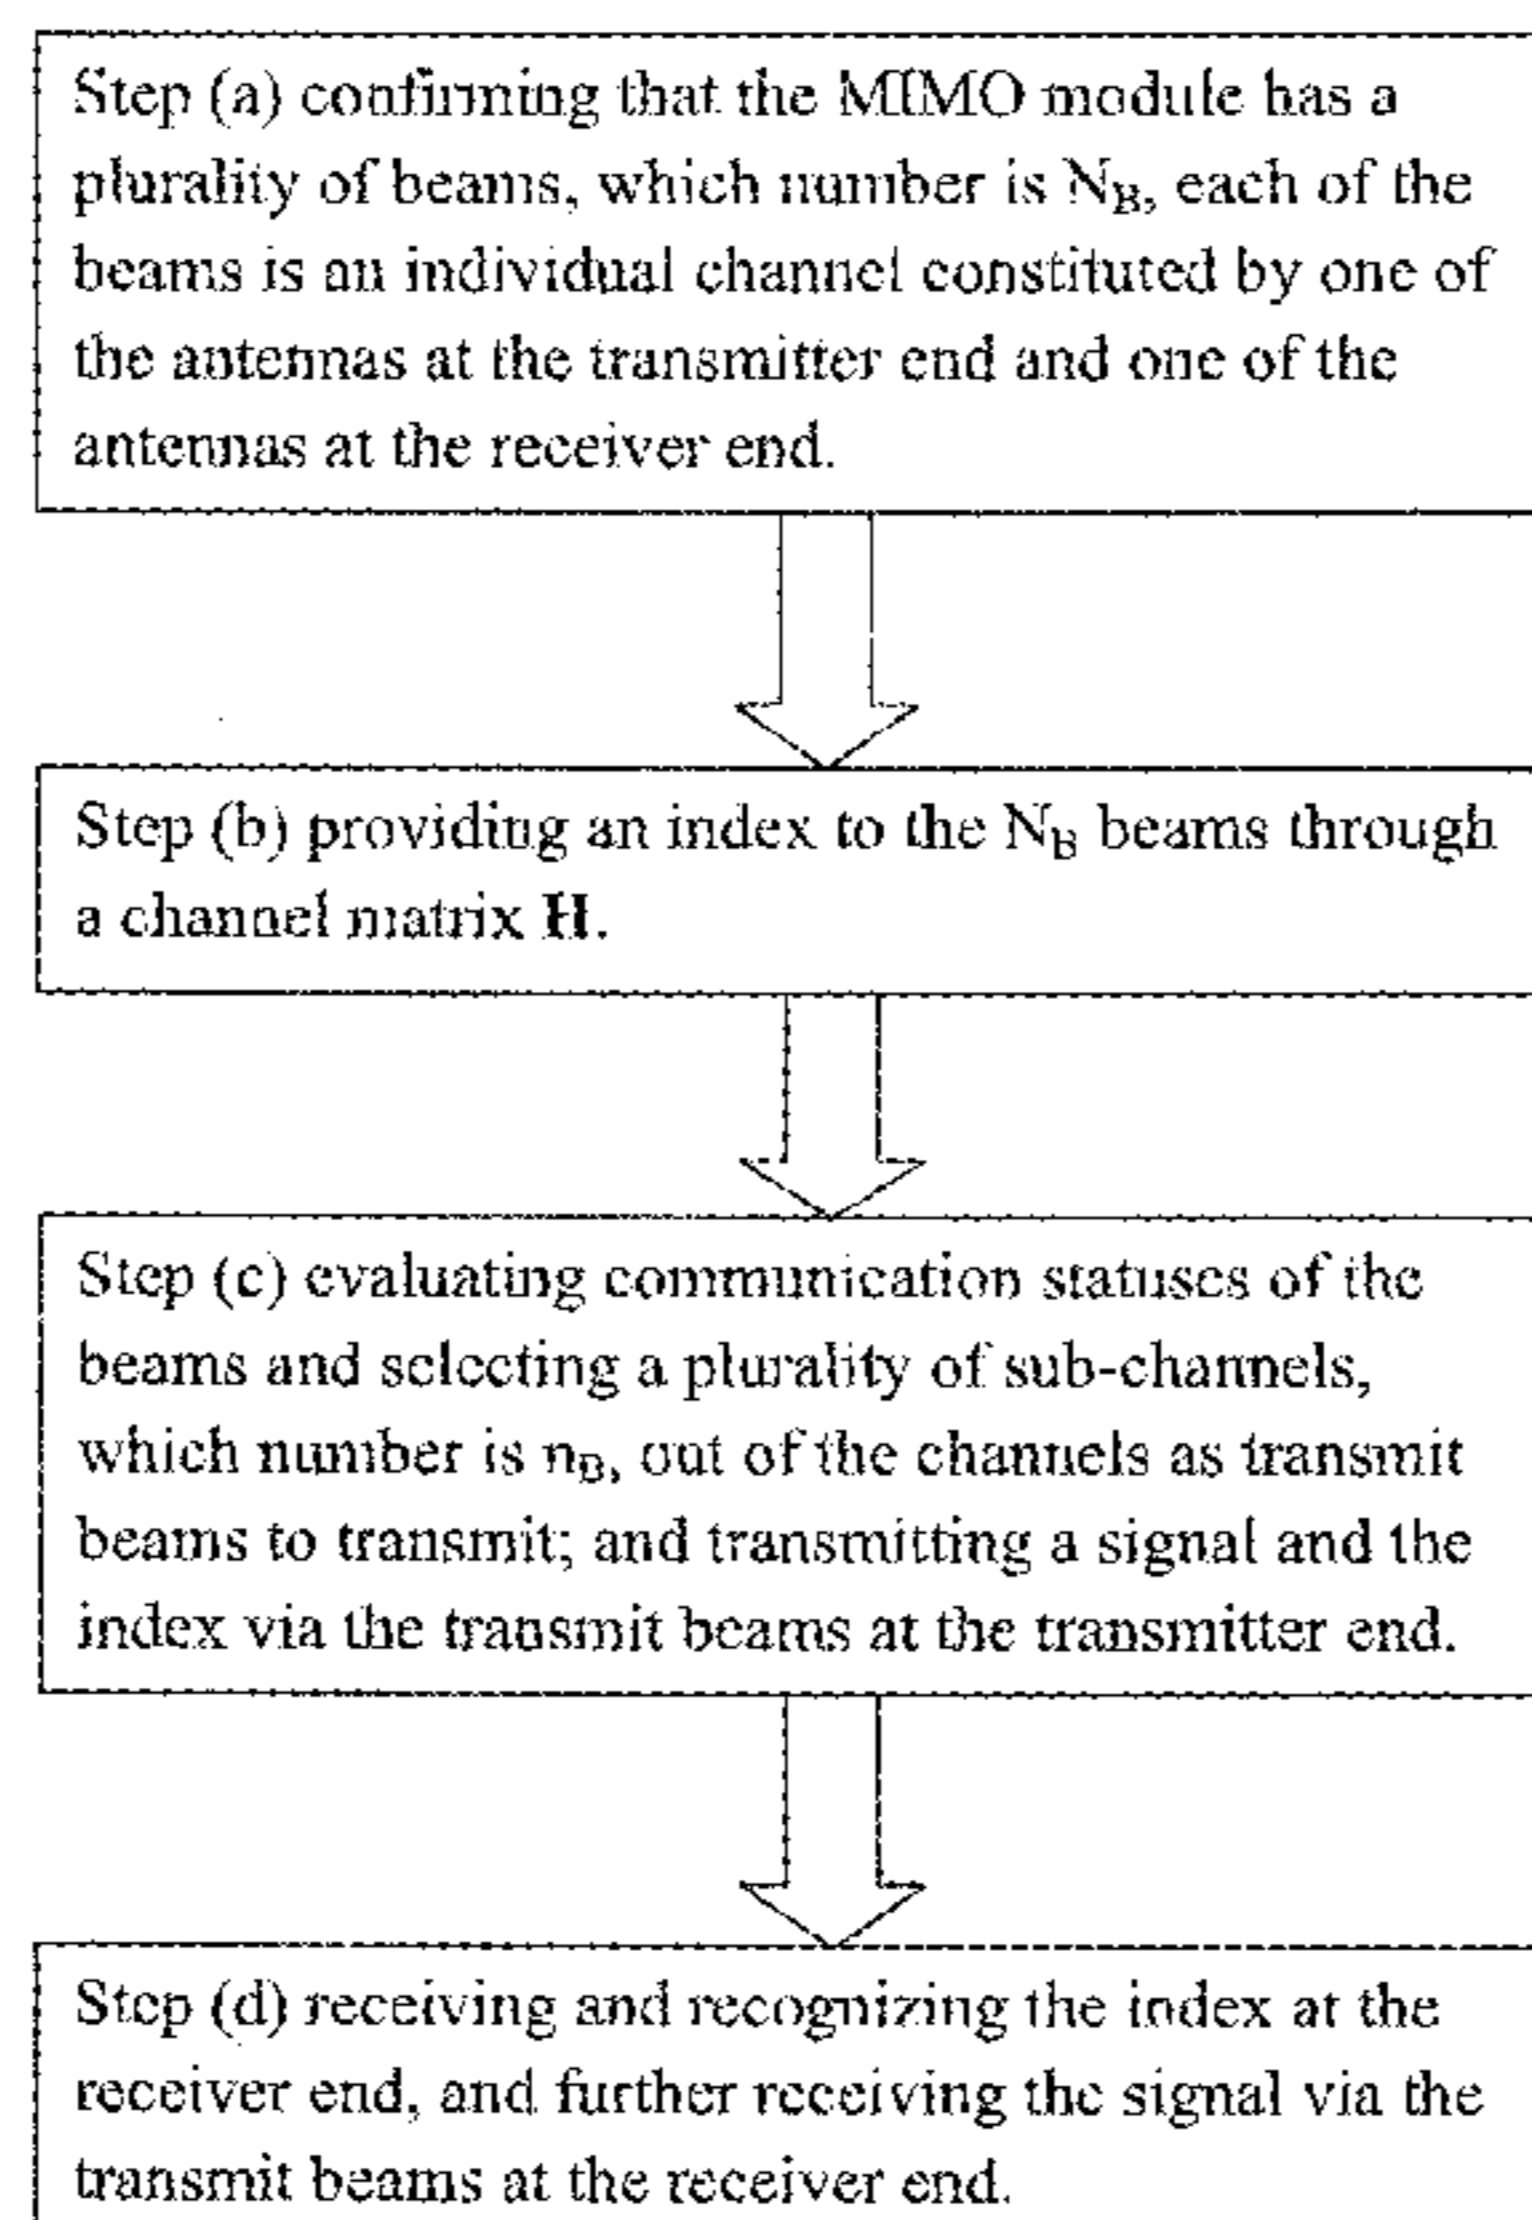 Step (a) confirming that the MIMO module has a
plurality of beams, which number is N_B, each of the
beams is an individual channel constituted by one of
the antennas at the transmitter end and one of the
antennas at the receiver end.
Step (b) providing an index to the N_B beams through
a channel matrix H.
Step (c) evaluating communication statuses of the
beams and selecting a plurality of sub-channels,
which number is n_B, out of the channels as transmit
beams to transmit; and transmitting a signal and the
index via the transmit beams at the transmitter end.
Step (d) receiving and recognizing the index at the
receiver end, and further receiving the signal via the
transmit beams at the receiver end.